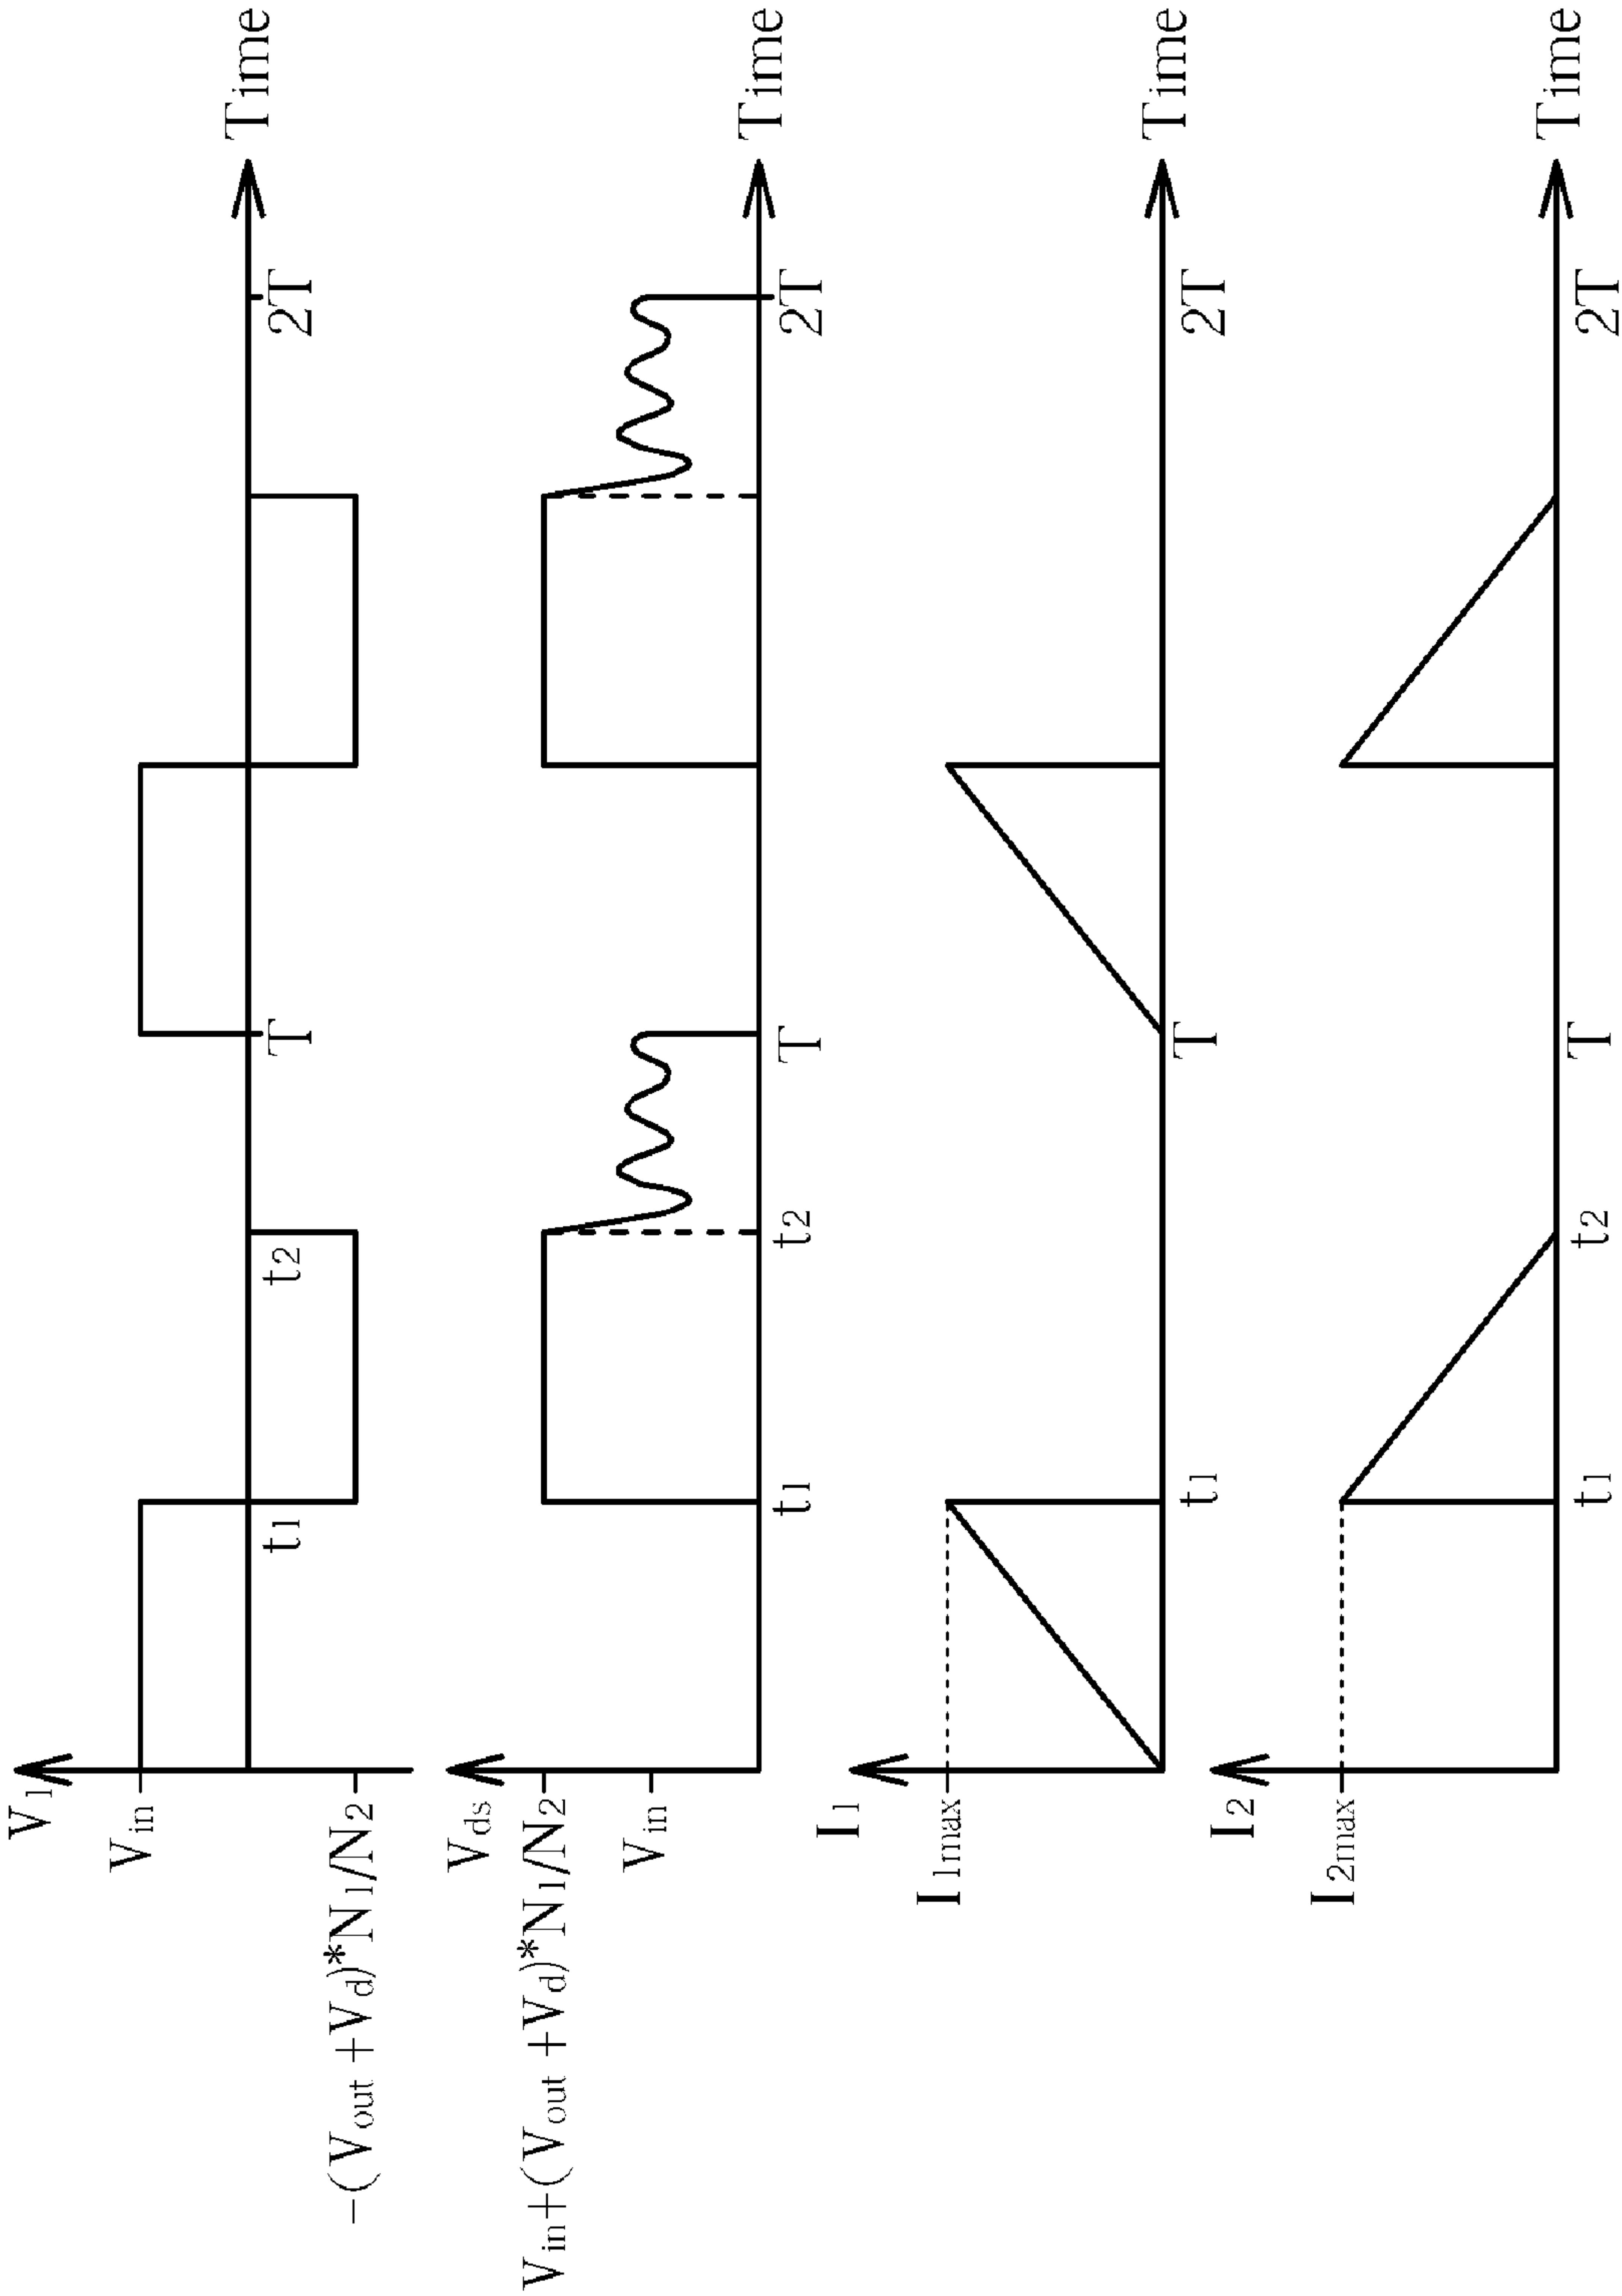 V1
Vin
-(Vout+Vd)*N1/N2
t1
t2
T
2T
Time
Vds
Vin+(Vout+Vd)*N1/N2
Vin
t1
t2
T
2T
Time
I1
I1max
t1
T
2T
Time
I2
I2max
t1
t2
T
2T
Time